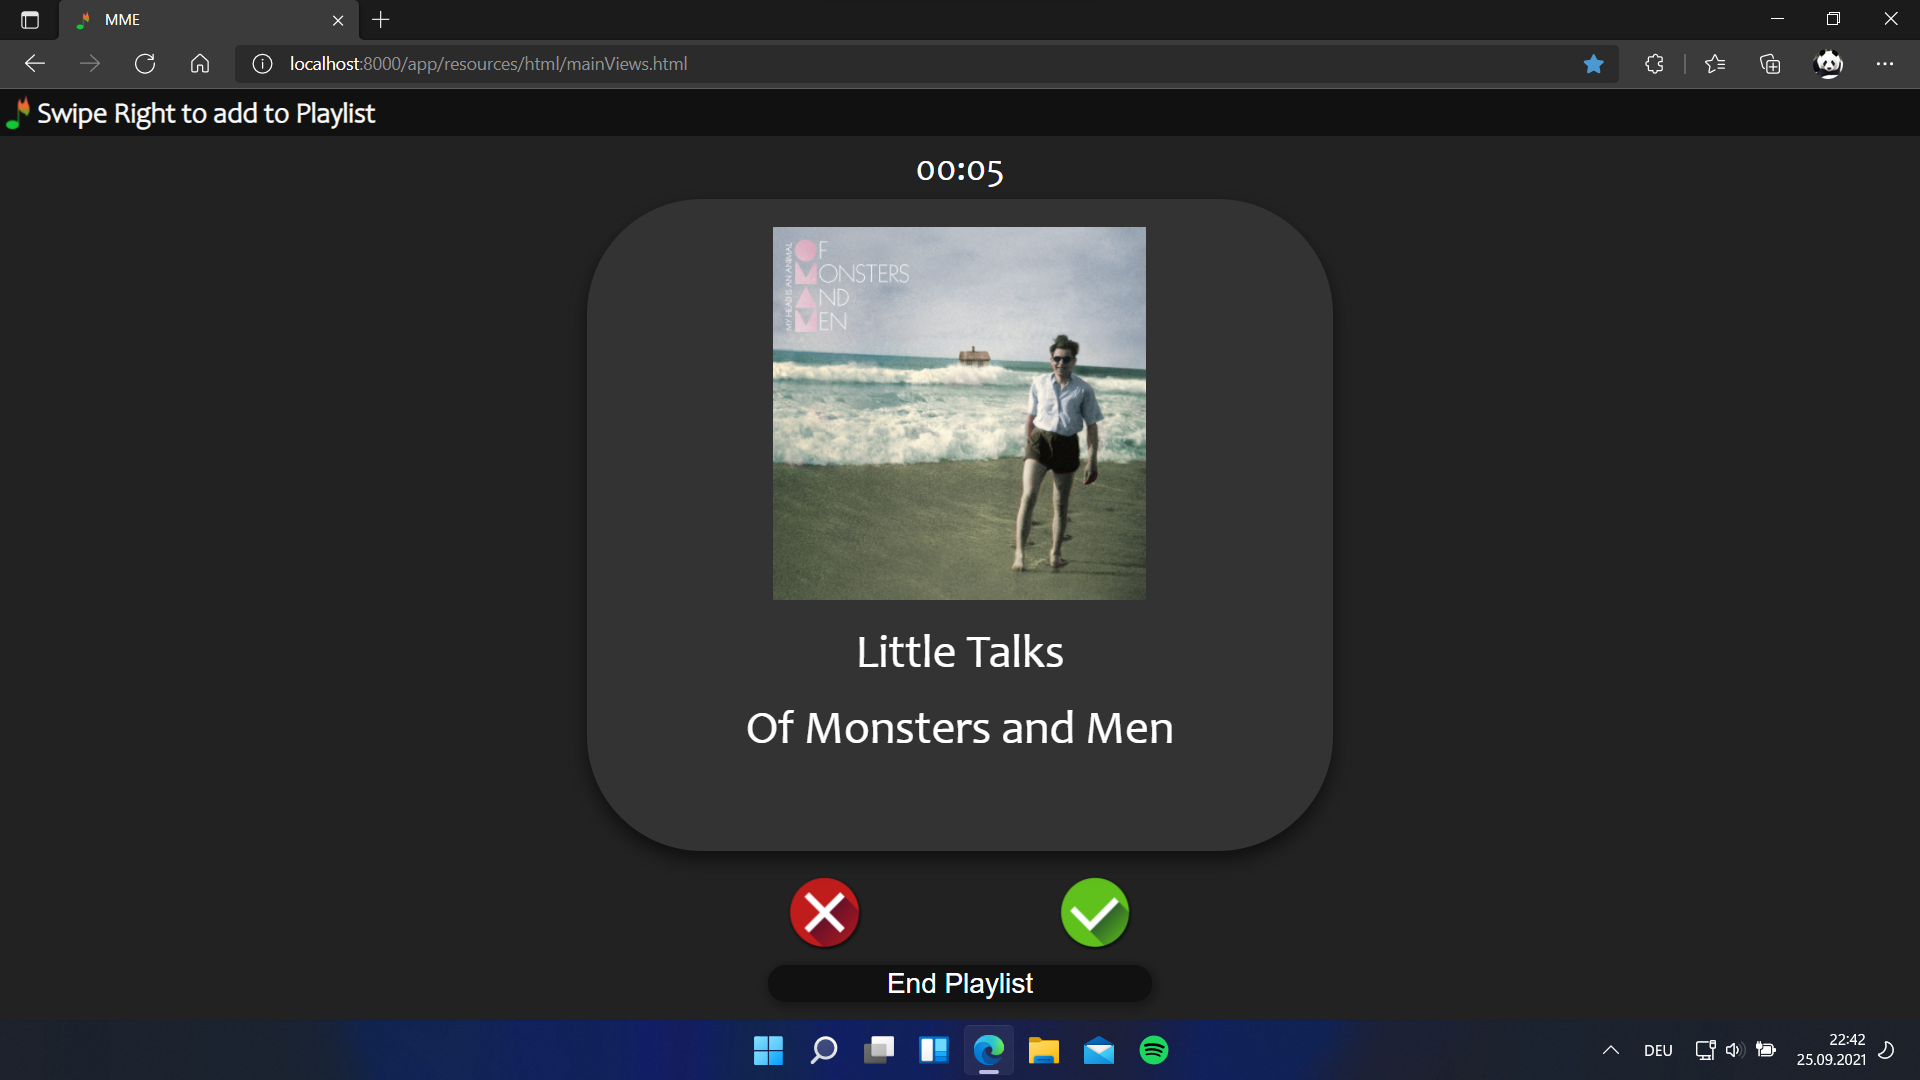 MME
localhost:8000/app/resources/html/mainViews.html
Swipe Right to add to Playlist
00:05
MY HEAD IS AN ANIMAL
OF
MONSTERS
AND
MEN
Little Talks
Of Monsters and Men
End Playlist
DEU
22:42
25.09.2021